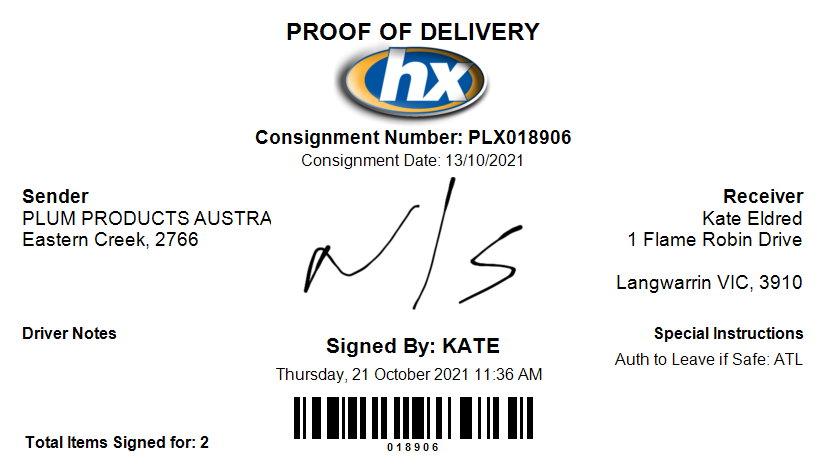 PROOF OF DELIVERY
hx
Consignment Number: PLX018906
Consignment Date: 13/10/2021
Sender
PLUM PRODUCTS AUSTRA
Eastern Creek, 2766
N/S
Receiver
Kate Eldred
1 Flame Robin Drive
Langwarrin VIC, 3910
Driver Notes
Signed By: KATE
Thursday, 21 October 2021 11:36 AM
Special Instructions
Auth to Leave if Safe: ATL
Total Items Signed for: 2
018906